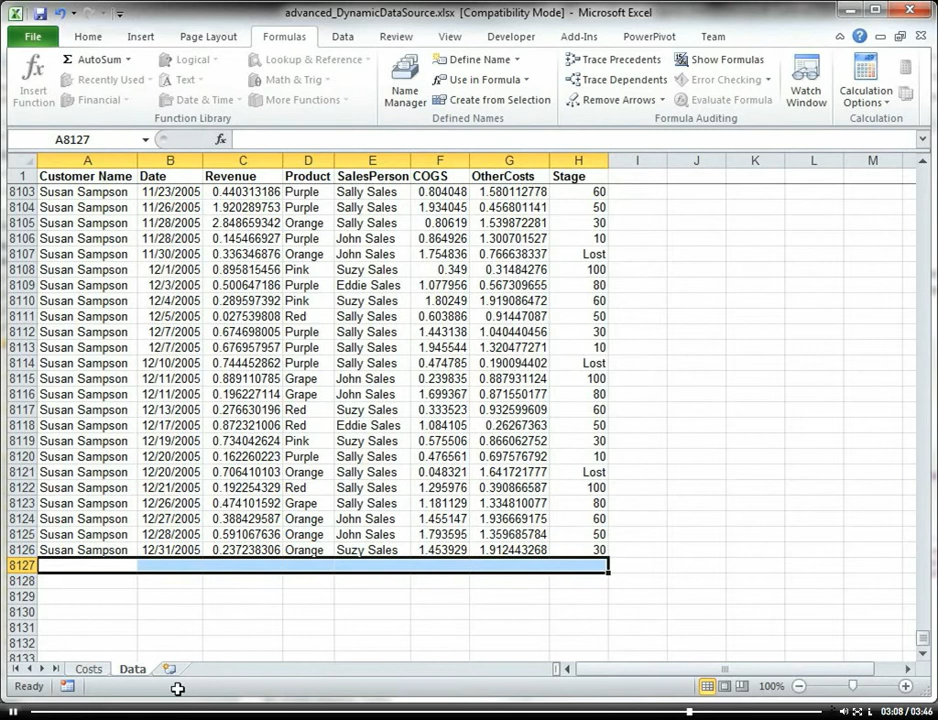 advanced_DynamicDataSource.xlsx [Compatibility Mode] - Microsoft Excel
File Home Insert Page Layout Formulas Data Review View Developer Add-Ins PowerPivot Team
Σ AutoSum Logical Lookup & Reference Define Name Trace Precedents Show Formulas
Recently Used Text Math & Trig Use in Formula Trace Dependents Error Checking
Financial Date & Time More Functions Create from Selection Remove Arrows Evaluate Formula
fx Insert Function Name Manager Watch Window Calculation Options
Function Library Defined Names Formula Auditing Calculation
A8127 fx
A B C D E F G H I J K L M
1 Customer Name Date Revenue Product SalesPerson COGS OtherCosts Stage
8103 Susan Sampson 11/23/2005 0.440313186 Purple Sally Sales 0.804048 1.580112778 60
8104 Susan Sampson 11/26/2005 1.920289753 Purple Sally Sales 1.934045 0.456801141 50
8105 Susan Sampson 11/28/2005 2.848659342 Orange Sally Sales 0.80619 1.539872281 30
8106 Susan Sampson 11/28/2005 0.145466927 Purple John Sales 0.864926 1.300701527 10
8107 Susan Sampson 11/30/2005 0.336346876 Orange John Sales 1.754836 0.766638337 Lost
8108 Susan Sampson 12/1/2005 0.895815456 Pink Suzy Sales 0.349 0.31484276 100
8109 Susan Sampson 12/3/2005 0.500647186 Purple Eddie Sales 1.077956 0.567309655 80
8110 Susan Sampson 12/4/2005 0.289597392 Pink Suzy Sales 1.80249 1.919086472 60
8111 Susan Sampson 12/5/2005 0.027539808 Red Suzy Sales 0.603886 0.91447087 50
8112 Susan Sampson 12/7/2005 0.674698005 Purple Sally Sales 1.443138 1.040440456 30
8113 Susan Sampson 12/7/2005 0.676957957 Purple Sally Sales 1.945544 1.320477271 10
8114 Susan Sampson 12/10/2005 0.744452862 Purple Sally Sales 0.474785 0.190094402 Lost
8115 Susan Sampson 12/11/2005 0.889110785 Grape John Sales 0.239835 0.887931124 100
8116 Susan Sampson 12/11/2005 0.196227114 Grape John Sales 1.699367 0.871550177 80
8117 Susan Sampson 12/13/2005 0.276630196 Red Suzy Sales 0.333523 0.932599609 60
8118 Susan Sampson 12/17/2005 0.872321006 Red Eddie Sales 1.084105 0.26267363 50
8119 Susan Sampson 12/19/2005 0.734042624 Pink Suzy Sales 0.575506 0.866062752 30
8120 Susan Sampson 12/20/2005 0.162260223 Purple Sally Sales 0.476561 0.697576792 10
8121 Susan Sampson 12/20/2005 0.706410103 Orange Sally Sales 0.048321 1.641721777 Lost
8122 Susan Sampson 12/21/2005 0.192254329 Red Sally Sales 1.295976 0.390866587 100
8123 Susan Sampson 12/26/2005 0.474101592 Grape Sally Sales 1.181129 1.334810077 80
8124 Susan Sampson 12/27/2005 0.388429587 Orange John Sales 1.455147 1.936669175 60
8125 Susan Sampson 12/28/2005 0.591067636 Orange John Sales 1.793595 1.359685784 50
8126 Susan Sampson 12/31/2005 0.237238306 Orange Suzy Sales 1.453929 1.912443268 30
8127
8128
8129
8130
8131
8132
8133
Costs Data
Ready 100%
03:08 / 03:46